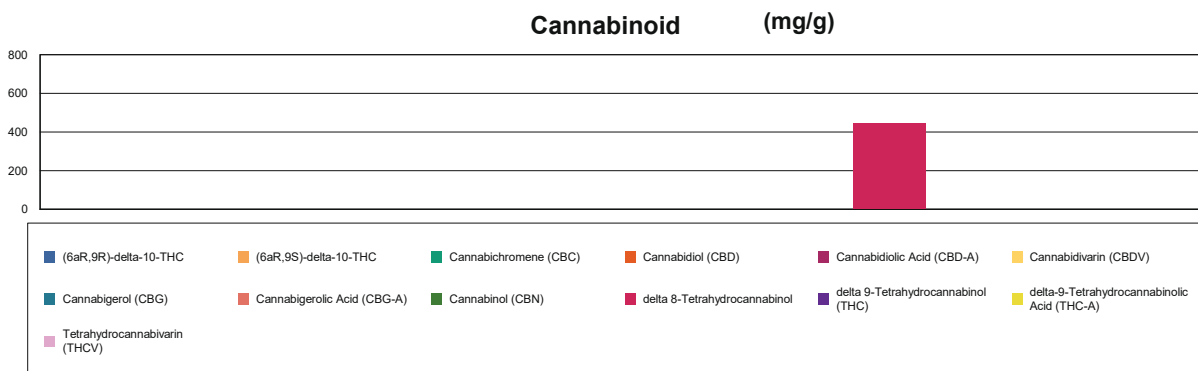 Cannabinoid (mg/g)
800
600
400
200
0
(6aR,9R)-delta-10-THC
(6aR,9S)-delta-10-THC
Cannabichromene (CBC)
Cannabidiol (CBD)
Cannabidiolic Acid (CBD-A)
Cannabidivarin (CBDV)
Cannabigerol (CBG)
Cannabigerolic Acid (CBG-A)
Cannabinol (CBN)
delta 8-Tetrahydrocannabinol
delta 9-Tetrahydrocannabinol
(THC)
delta-9-Tetrahydrocannabinolic
Acid (THC-A)
Tetrahydrocannabivarin
(THCV)